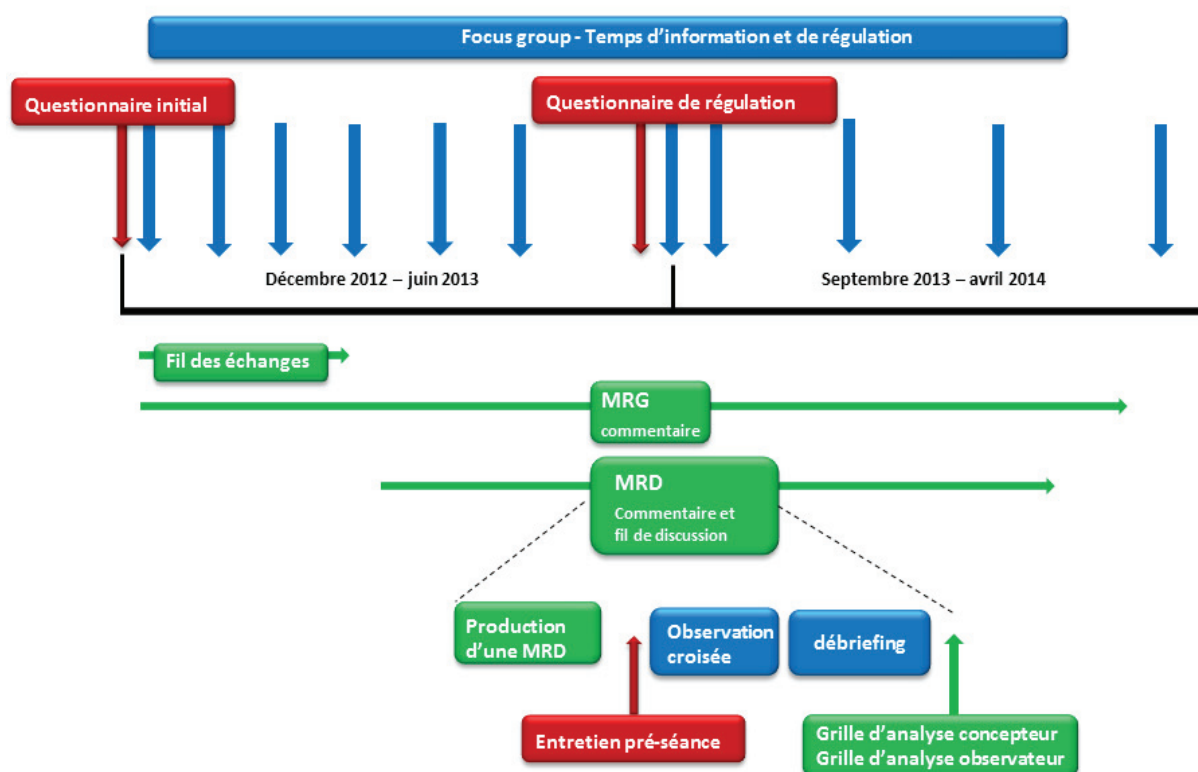 Focus group - Temps d'information et de régulation
Questionnaire initial
Questionnaire de régulation
Décembre 2012 – juin 2013
Septembre 2013 – avril 2014
Fil des échanges
MRG
commentaire
MRD
Commentaire et
fil de discussion
Production
d'une MRD
Observation
croisée
débriefing
Entretien pré-séance
Grille d'analyse concepteur
Grille d'analyse observateur